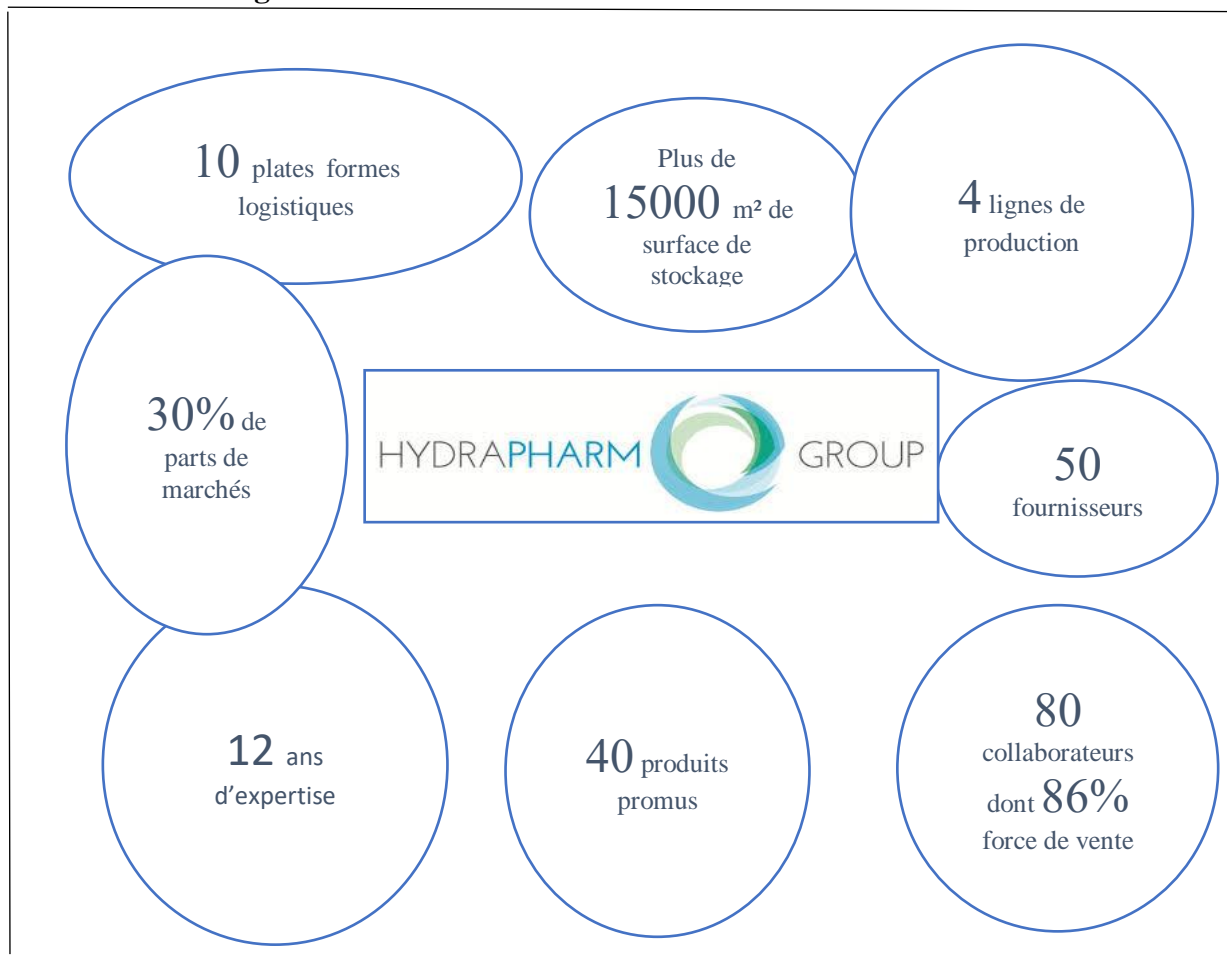 10 plates formes
logistiques
Plus de
15000 m² de
surface de
stockage
4 lignes de
production
30% de
parts de
marchés
HYDRAPHARM GROUP
50
fournisseurs
12 ans
d'expertise
40 produits
promus
80
collaborateurs
dont 86%
force de vente